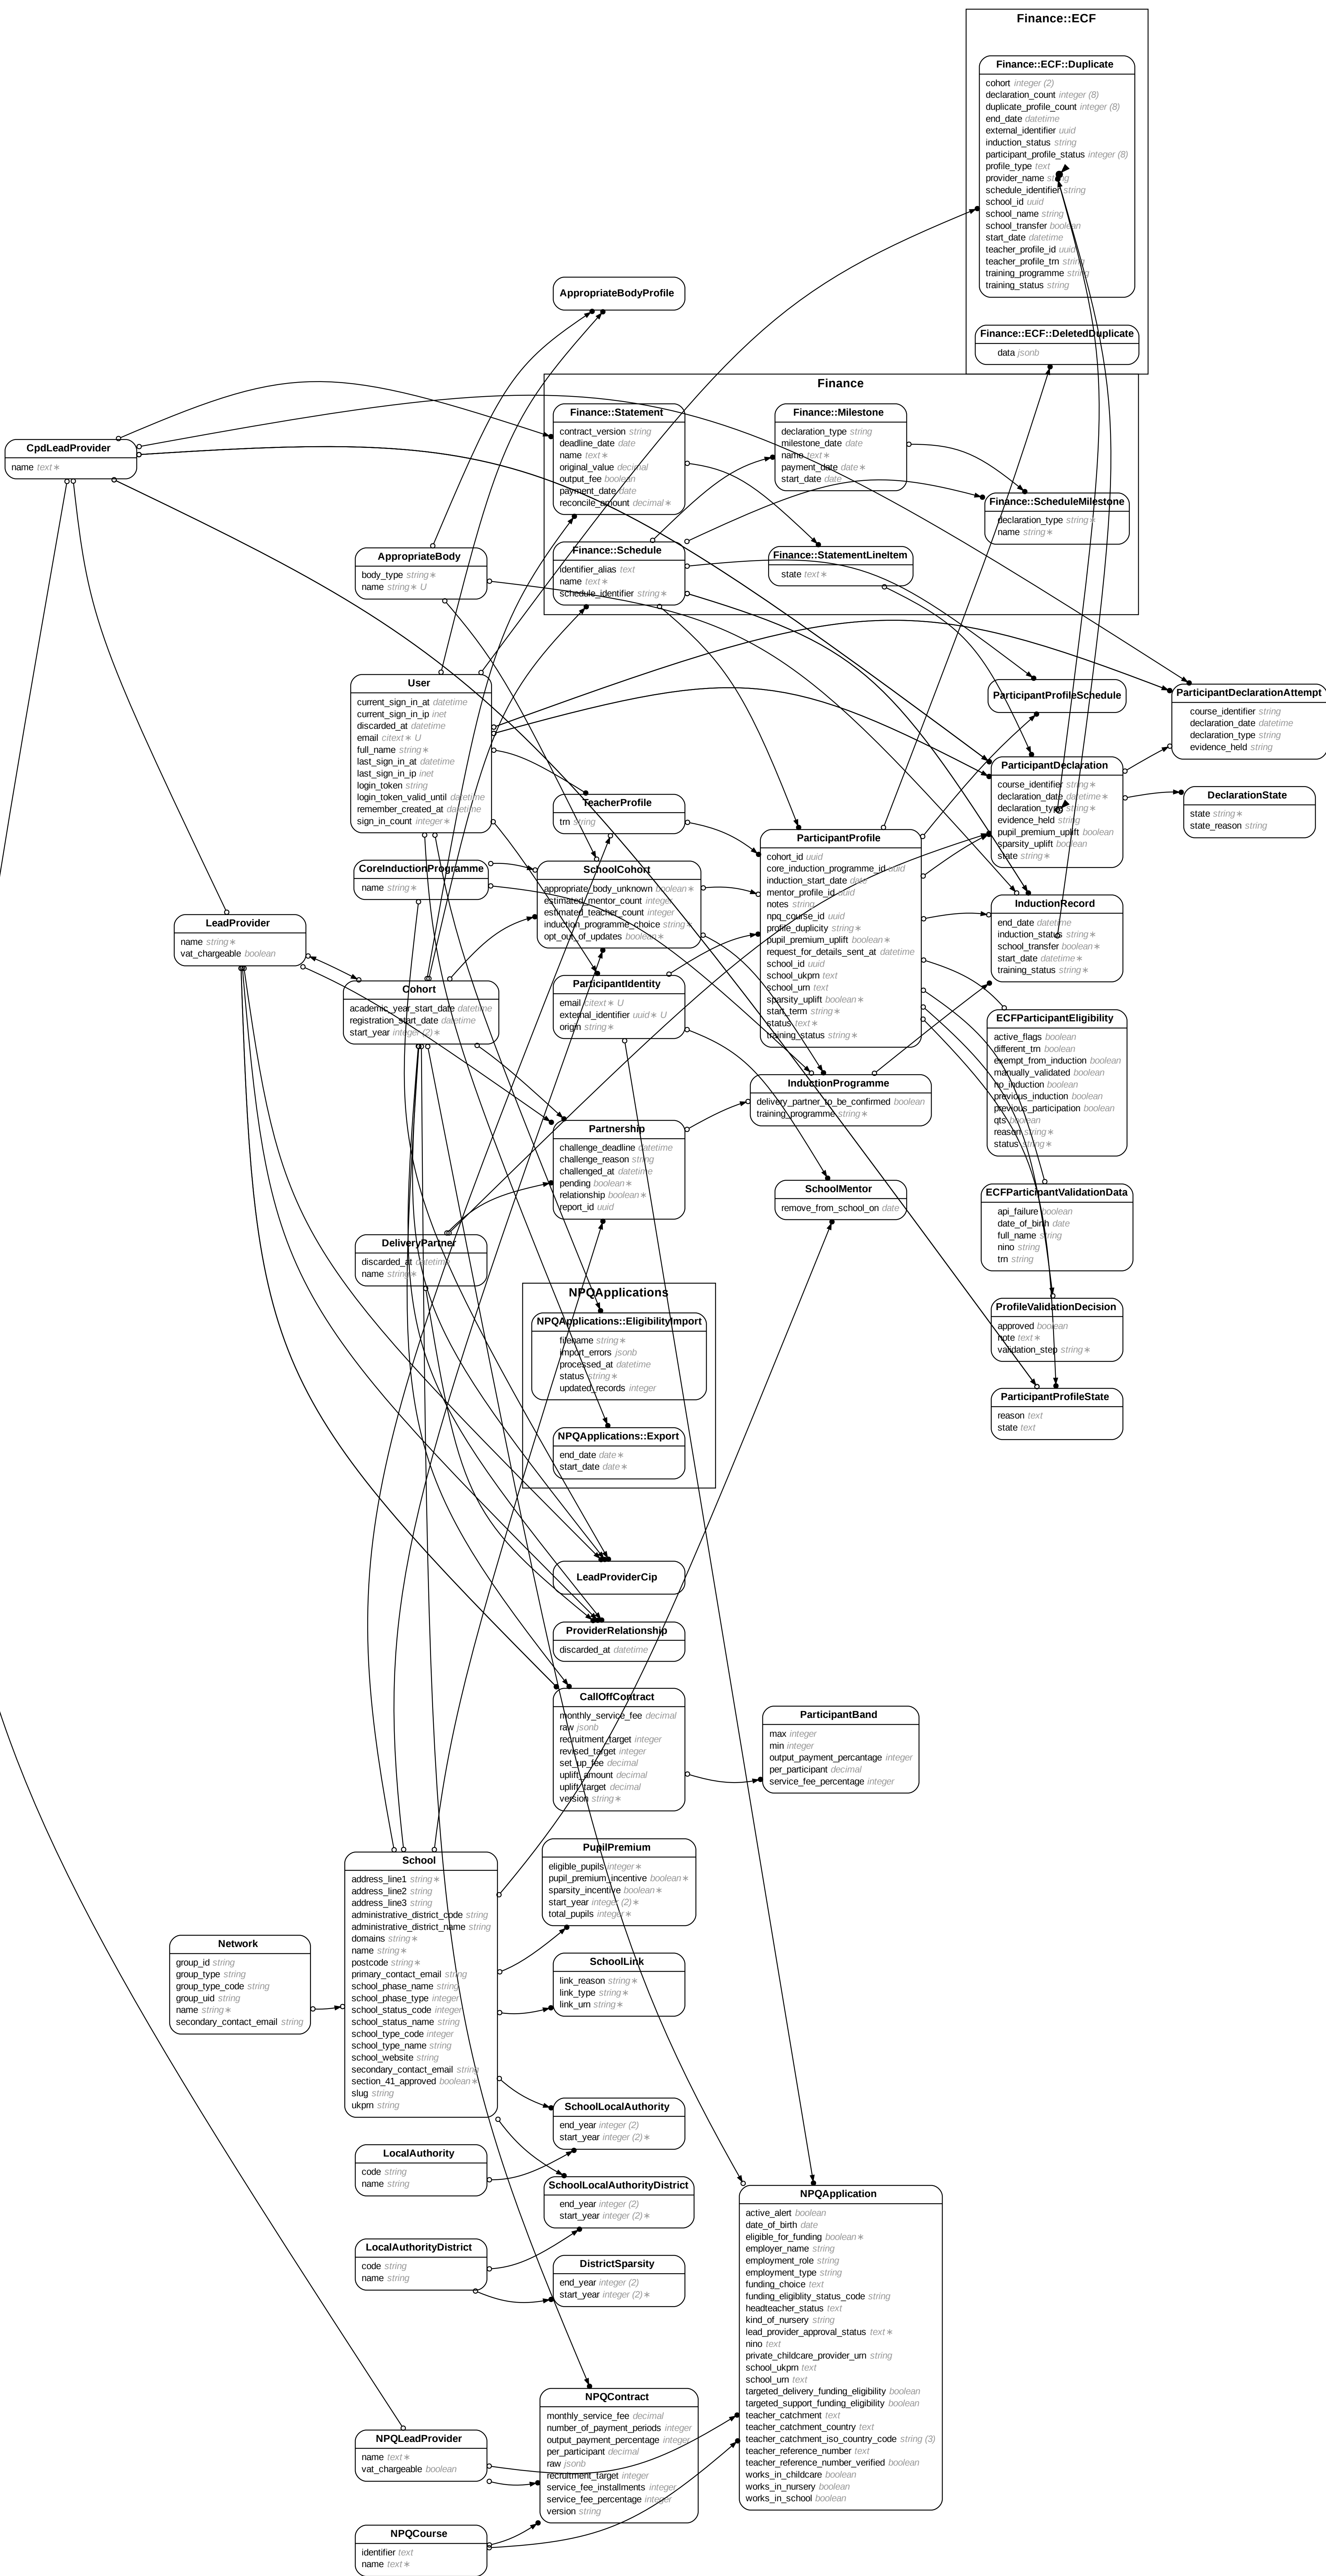 Finance::ECF
Finance::ECF::Duplicate
cohort integer (2)
declaration_count integer (8)
duplicate_profile_count integer (8)
end_date datetime
external_identifier uuid
induction_status string
participant_profile_status integer (8)
profile_type text
provider_name string
schedule_identifier string
school_id uuid
school_name string
school_transfer boolean
start_date datetime
teacher_profile_id uuid
teacher_profile_trn string
training_programme string
training_status string
Finance::ECF::DeletedDuplicate
data jsonb
AppropriateBodyProfile
Finance
CpdLeadProvider
name text ∗
Finance::Statement
contract_version string
deadline_date date
name text ∗
original_value decimal
output_fee boolean
payment_date date
reconcile_amount decimal ∗
Finance::Milestone
declaration_type string
milestone_date date
name text ∗
payment_date date ∗
start_date date
Finance::ScheduleMilestone
declaration_type string ∗
name string ∗
Finance::Schedule
identifier_alias text
name text ∗
schedule_identifier string ∗
Finance::StatementLineItem
state text ∗
AppropriateBody
body_type string ∗
name string ∗ U
User
current_sign_in_at datetime
current_sign_in_ip inet
discarded_at datetime
email citext ∗ U
full_name string ∗
last_sign_in_at datetime
last_sign_in_ip inet
login_token string
login_token_valid_until datetime
remember_created_at datetime
sign_in_count integer ∗
ParticipantProfileSchedule
ParticipantDeclarationAttempt
course_identifier string
declaration_date datetime
declaration_type string
evidence_held string
ParticipantDeclaration
course_identifier string ∗
declaration_date datetime ∗
declaration_type string ∗
evidence_held string
pupil_premium_uplift boolean
sparsity_uplift boolean
state string ∗
DeclarationState
state string ∗
state_reason string
TeacherProfile
trn string
ParticipantProfile
cohort_id uuid
core_induction_programme_id uuid
induction_start_date date
mentor_profile_id uuid
notes string
npq_course_id uuid
profile_duplicity string ∗
pupil_premium_uplift boolean ∗
request_for_details_sent_at datetime
school_id uuid
school_ukprn text
school_urn text
sparsity_uplift boolean ∗
start_term string ∗
status text ∗
training_status string ∗
CoreInductionProgramme
name string ∗
SchoolCohort
appropriate_body_unknown boolean ∗
estimated_mentor_count integer
estimated_teacher_count integer
induction_programme_choice string ∗
opt_out_of_updates boolean ∗
InductionRecord
end_date datetime
induction_status string ∗
school_transfer boolean ∗
start_date datetime ∗
training_status string ∗
LeadProvider
name string ∗
vat_chargeable boolean
Cohort
academic_year_start_date datetime
registration_start_date datetime
start_year integer (2) ∗
ParticipantIdentity
email citext ∗ U
external_identifier uuid ∗ U
origin string ∗
ECFParticipantEligibility
active_flags boolean
different_trn boolean
exempt_from_induction boolean
manually_validated boolean
no_induction boolean
previous_induction boolean
previous_participation boolean
qts boolean
reason string ∗
status string ∗
InductionProgramme
delivery_partner_to_be_confirmed boolean
training_programme string ∗
Partnership
challenge_deadline datetime
challenge_reason string
challenged_at datetime
pending boolean ∗
relationship boolean ∗
report_id uuid
SchoolMentor
remove_from_school_on date
ECFParticipantValidationData
api_failure boolean
date_of_birth date
full_name string
nino string
trn string
DeliveryPartner
discarded_at datetime
name string ∗
NPQApplications
NPQApplications::EligibilityImport
filename string ∗
import_errors jsonb
processed_at datetime
status string ∗
updated_records integer
ProfileValidationDecision
approved boolean
note text ∗
validation_step string ∗
ParticipantProfileState
reason text
state text
NPQApplications::Export
end_date date ∗
start_date date ∗
LeadProviderCip
ProviderRelationship
discarded_at datetime
CallOffContract
monthly_service_fee decimal
raw jsonb
recruitment_target integer
revised_target integer
set_up_fee decimal
uplift_amount decimal
uplift_target decimal
version string ∗
ParticipantBand
max integer
min integer
output_payment_percantage integer
per_participant decimal
service_fee_percentage integer
School
address_line1 string ∗
address_line2 string
address_line3 string
administrative_district_code string
administrative_district_name string
domains string ∗
name string ∗
postcode string ∗
primary_contact_email string
school_phase_name string
school_phase_type integer
school_status_code integer
school_status_name string
school_type_code integer
school_type_name string
school_website string
secondary_contact_email string
section_41_approved boolean ∗
slug string
ukprn string
PupilPremium
eligible_pupils integer ∗
pupil_premium_incentive boolean ∗
sparsity_incentive boolean ∗
start_year integer (2) ∗
total_pupils integer ∗
Network
group_id string
group_type string
group_type_code string
group_uid string
name string ∗
secondary_contact_email string
SchoolLink
link_reason string ∗
link_type string ∗
link_urn string ∗
SchoolLocalAuthority
end_year integer (2)
start_year integer (2) ∗
LocalAuthority
code string
name string
SchoolLocalAuthorityDistrict
end_year integer (2)
start_year integer (2) ∗
LocalAuthorityDistrict
code string
name string
DistrictSparsity
end_year integer (2)
start_year integer (2) ∗
NPQApplication
active_alert boolean
date_of_birth date
eligible_for_funding boolean ∗
employer_name string
employment_role string
employment_type string
funding_choice text
funding_eligiblity_status_code string
headteacher_status text
kind_of_nursery string
lead_provider_approval_status text ∗
nino text
private_childcare_provider_urn string
school_ukprn text
school_urn text
targeted_delivery_funding_eligibility boolean
targeted_support_funding_eligibility boolean
teacher_catchment text
teacher_catchment_country text
teacher_catchment_iso_country_code string (3)
teacher_reference_number text
teacher_reference_number_verified boolean
works_in_childcare boolean
works_in_nursery boolean
works_in_school boolean
NPQContract
monthly_service_fee decimal
number_of_payment_periods integer
output_payment_percentage integer
per_participant decimal
raw jsonb
recruitment_target integer
service_fee_installments integer
service_fee_percentage integer
version string
NPQLeadProvider
name text ∗
vat_chargeable boolean
NPQCourse
identifier text
name text ∗